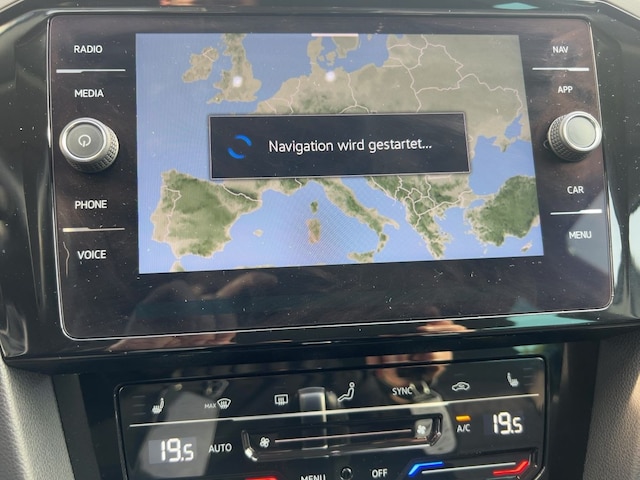 RADIO
NAV
MEDIA
APP
Navigation wird gestartet...
PHONE
CAR
VOICE
MENU
MAX
SYNC
19.5
AUTO
A/C
19.5
MENU
OFF